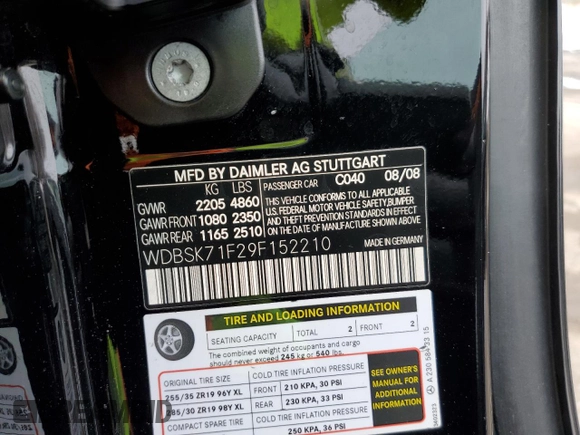 MFD BY DAIMLER AG STUTTGART
KG LBS PASSENGER CAR C040 08/08
GVWR 2205 4860
GAWR FRONT 1080 2350
GAWR REAR 1165 2510
THIS VEHICLE CONFORMS TO ALL APPLICABLE
U.S. FEDERAL MOTOR VEHICLE SAFETY, BUMPER
AND THEFT PREVENTION STANDARDS IN EFFECT
ON DATE OF MANUFACTURE SHOWN ABOVE
WDBSK71F29F152210
MADE IN GERMANY
TIRE AND LOADING INFORMATION
SEATING CAPACITY TOTAL 2 FRONT 2
The combined weight of occupants and cargo
should never exceed 245 kg or 540 lbs.
ORIGINAL TIRE SIZE COLD TIRE INFLATION PRESSURE
255/35 ZR19 96Y XL FRONT 210 KPA, 30 PSI
285/30 ZR19 98Y XL REAR 230 KPA, 33 PSI
COMPACT SPARE TIRE COLD TIRE INFLATION PRESSURE
250 KPA, 36 PSI
SEE OWNER'S
MANUAL FOR
ADDITIONAL
INFORMATION
A 230 584 33 15